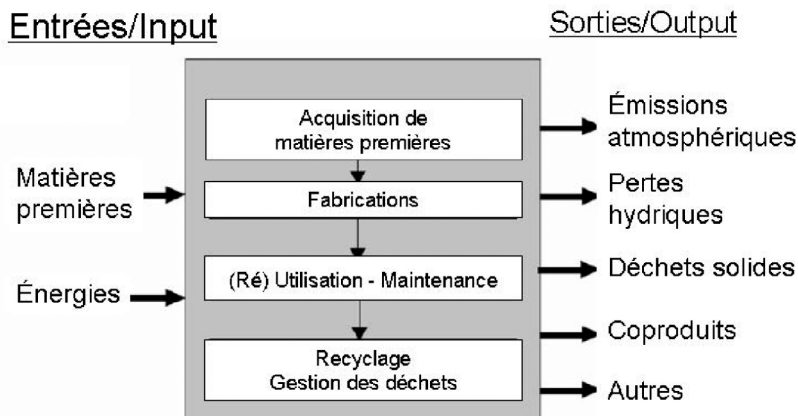 Entrées/Input
Sorties/Output
Acquisition de
matières premières
Émissions
atmosphériques
Matières
premières
Fabrications
Pertes
hydriques
Énergies
(Ré) Utilisation - Maintenance
Déchets solides
Recyclage
Gestion des déchets
Coproduits
Autres